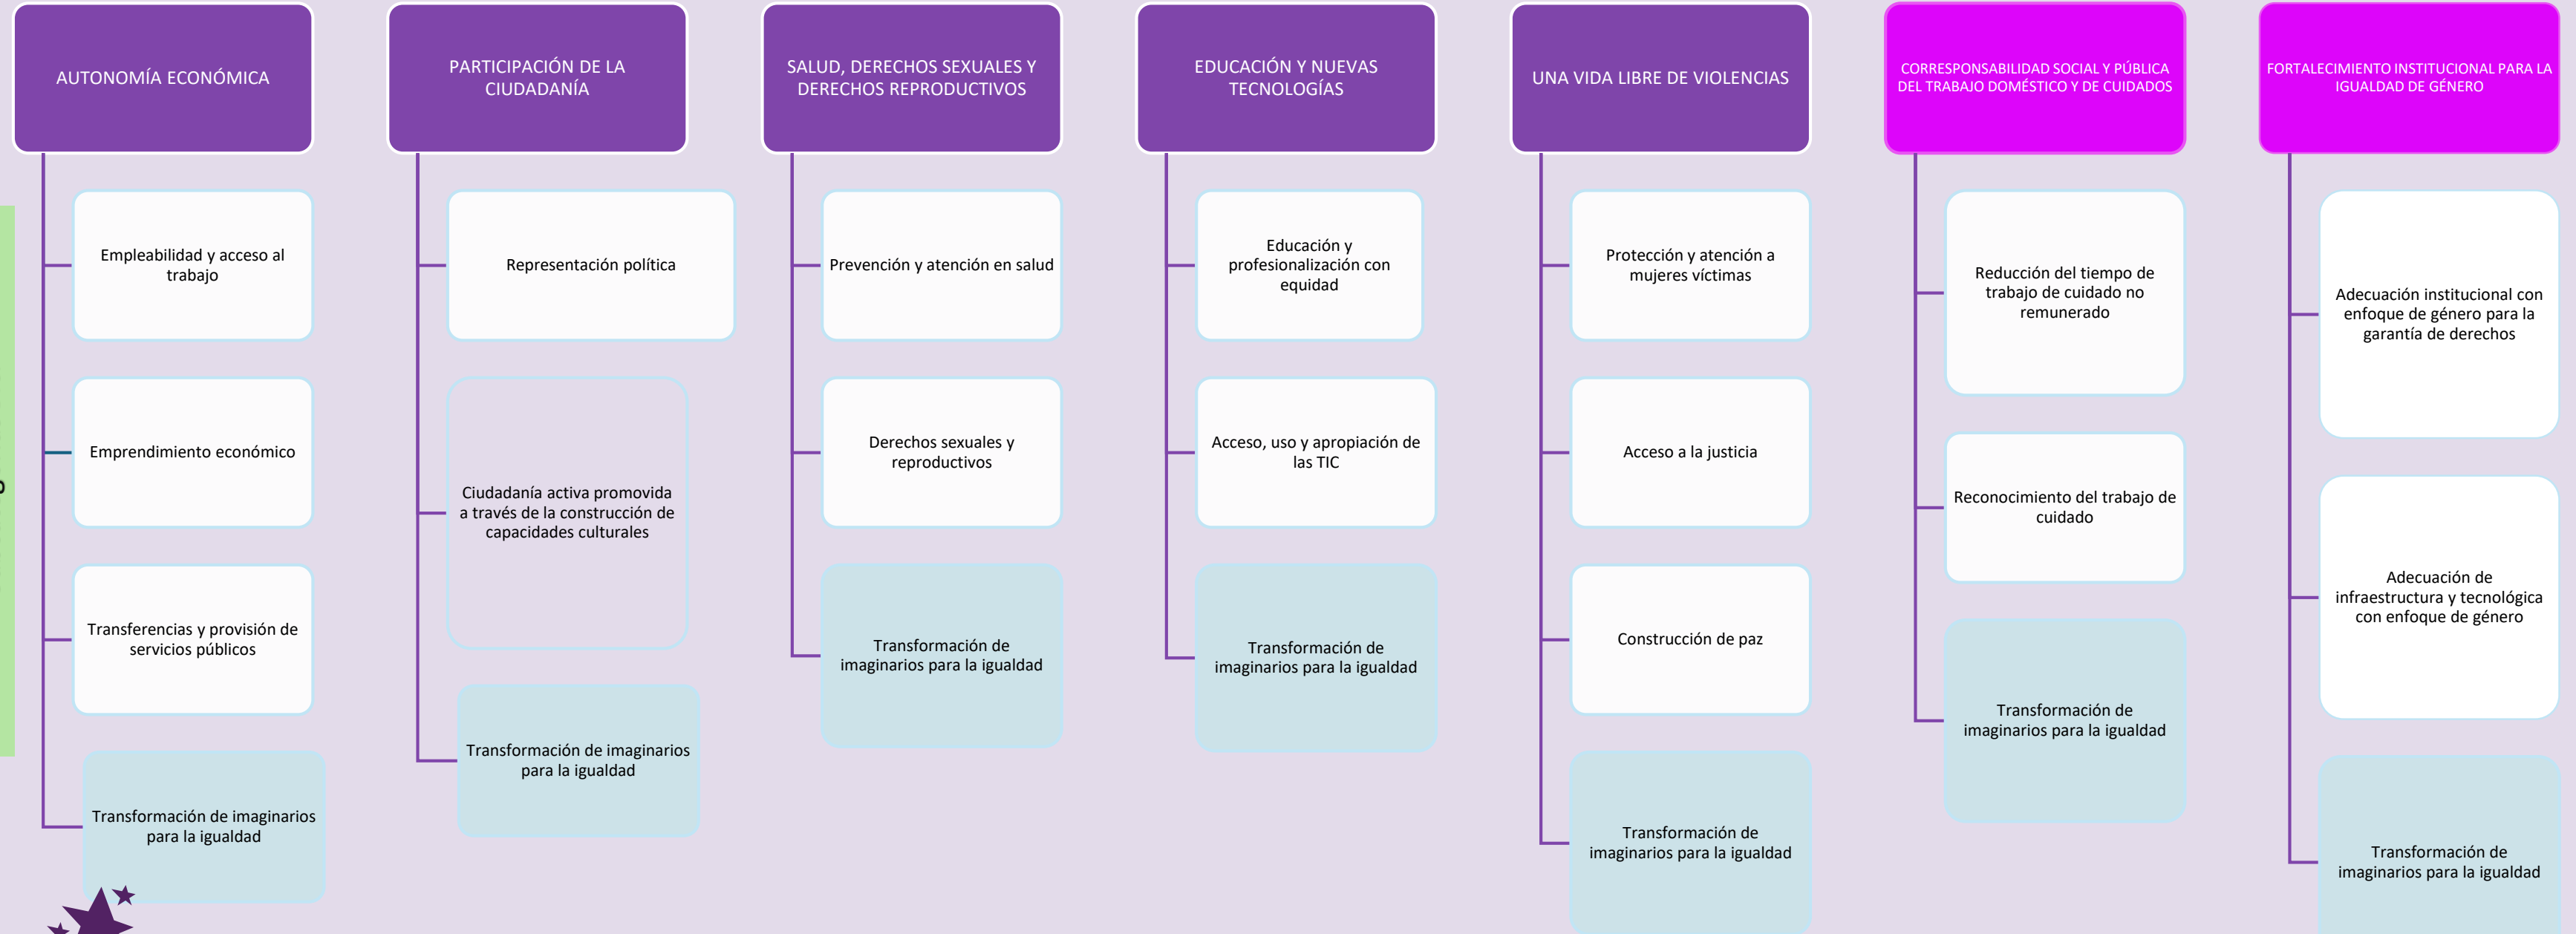 AUTONOMÍA ECONÓMICA
Empleabilidad y acceso al
trabajo
Emprendimiento económico
Transferencias y provisión de
servicios públicos
Transformación de imaginarios
para la igualdad
PARTICIPACIÓN DE LA
CIUDADANÍA
Representación política
Ciudadanía activa promovida
a través de la construcción de
capacidades culturales
Transformación de imaginarios
para la igualdad
SALUD, DERECHOS SEXUALES Y
DERECHOS REPRODUCTIVOS
Prevención y atención en salud
Derechos sexuales y
reproductivos
Transformación de
imaginarios para la igualdad
EDUCACIÓN Y NUEVAS
TECNOLOGÍAS
Educación y
profesionalización con
equidad
Acceso, uso y apropiación de
las TIC
Transformación de
imaginarios para la igualdad
UNA VIDA LIBRE DE VIOLENCIAS
Protección y atención a
mujeres víctimas
Acceso a la justicia
Construcción de paz
Transformación de
imaginarios para la igualdad
CORRESPONSABILIDAD SOCIAL Y PÚBLICA
DEL TRABAJO DOMÉSTICO Y DE CUIDADOS
Reducción del tiempo de
trabajo de cuidado no
remunerado
Reconocimiento del trabajo de
cuidado
Transformación de
imaginarios para la igualdad
FORTALECIMIENTO INSTITUCIONAL PARA LA
IGUALDAD DE GÉNERO
Adecuación institucional con
enfoque de género para la
garantía de derechos
Adecuación de
infraestructura y tecnológica
con enfoque de género
Transformación de
imaginarios para la igualdad